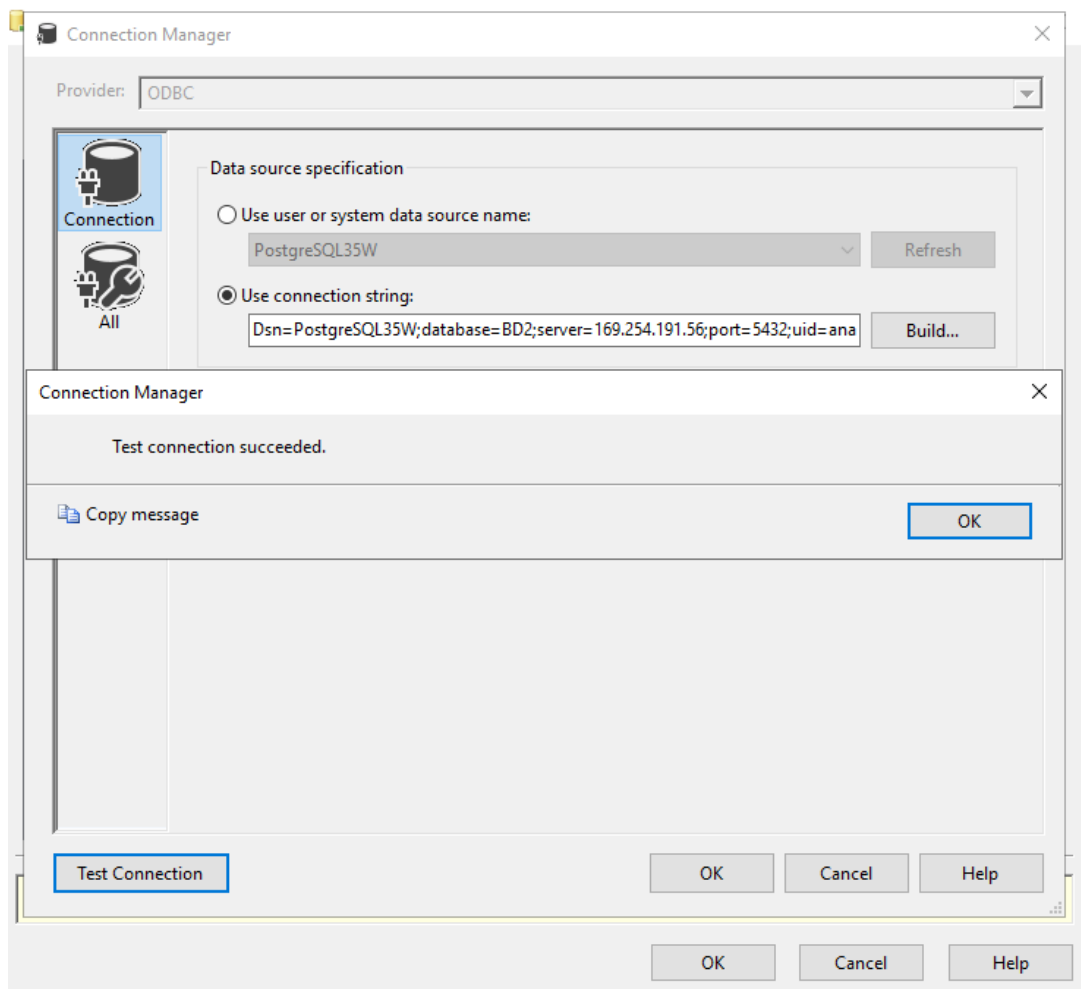 Connection Manager
Provider: ODBC
Connection
All
Data source specification
Use user or system data source name:
PostgreSQL35W
Refresh
Use connection string:
Dsn=PostgreSQL35W;database=BD2;server=169.254.191.56;port=5432;uid=ana
Build...
Connection Manager
Test connection succeeded.
Copy message
OK
Test Connection
OK
Cancel
Help
OK
Cancel
Help